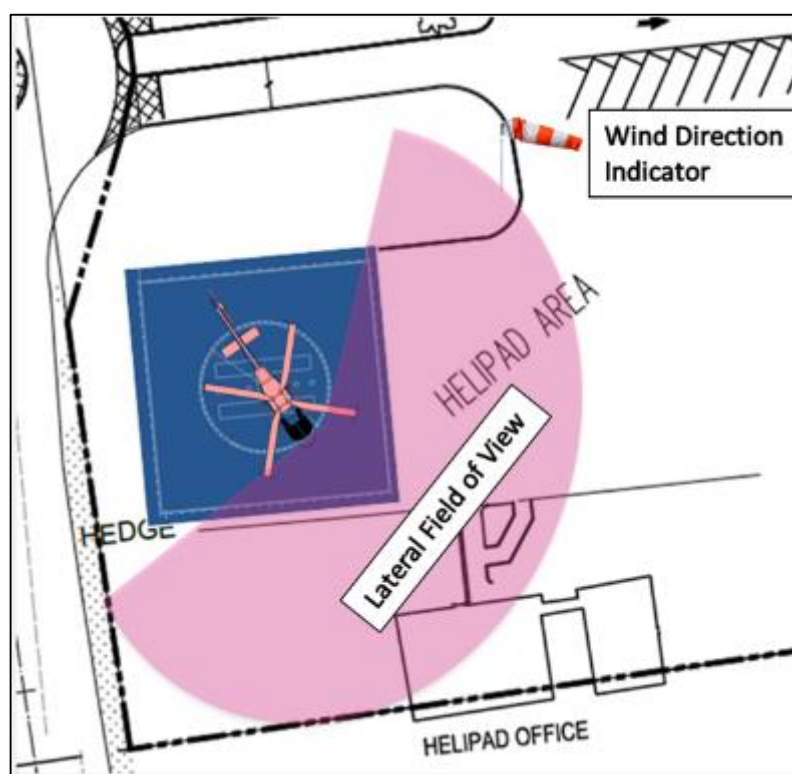 Wind Direction
Indicator
HELIPAD AREA
Lateral Field of View
HEDGE
HELIPAD OFFICE